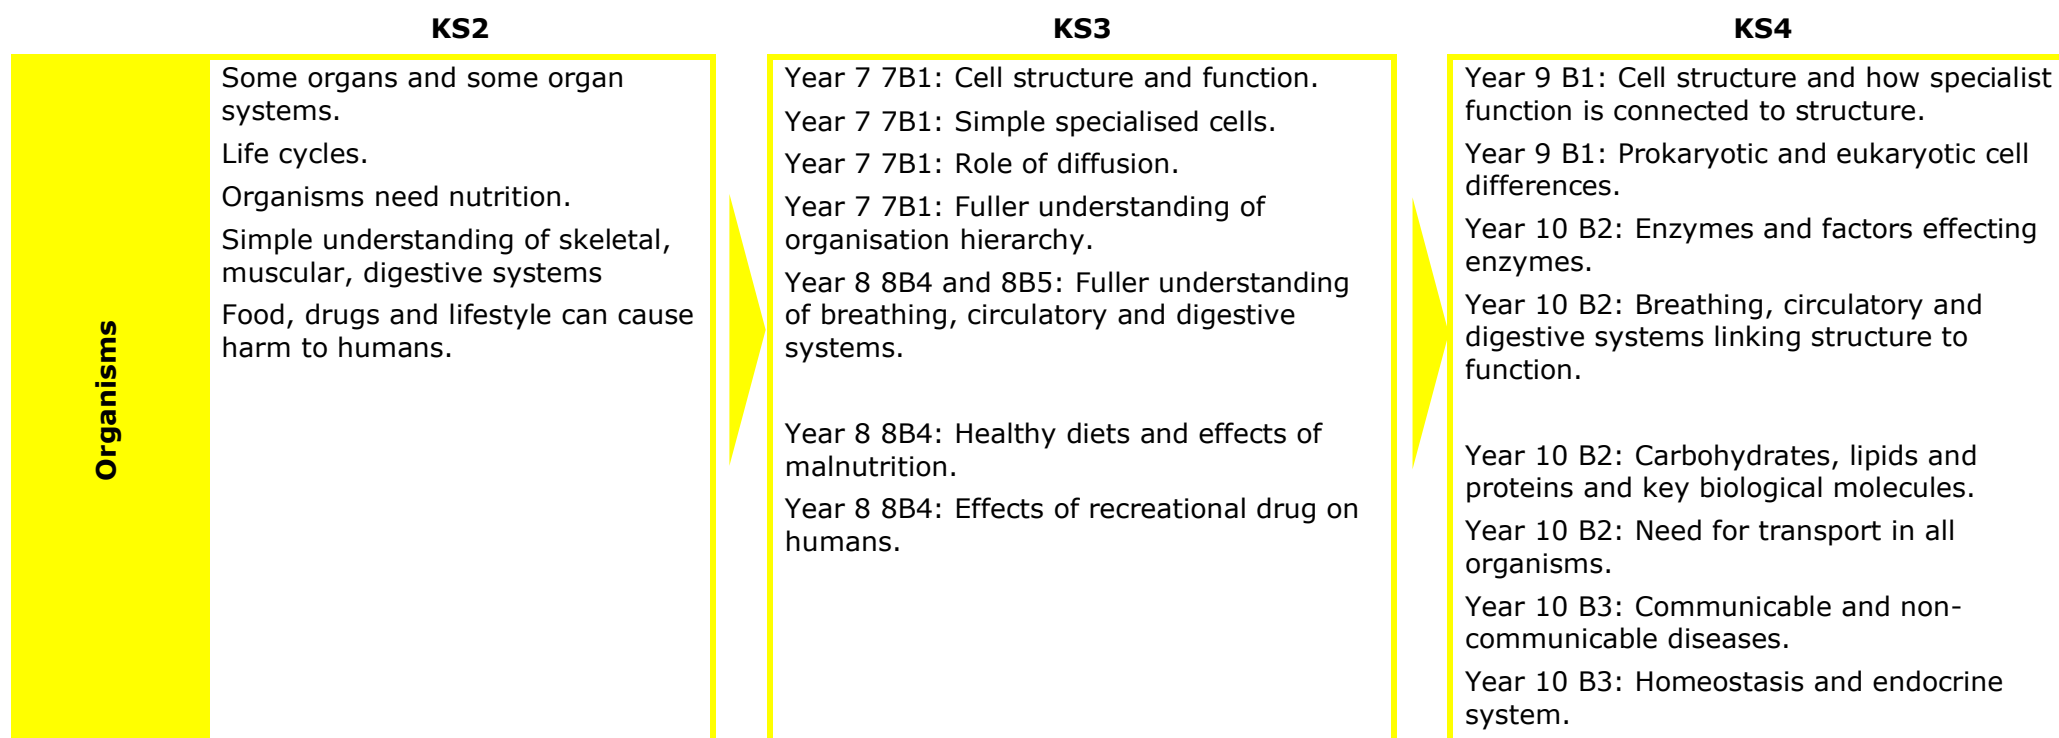 KS2
KS3
KS4
Organisms
Some organs and some organ
systems.
Life cycles.
Organisms need nutrition.
Simple understanding of skeletal,
muscular, digestive systems
Food, drugs and lifestyle can cause
harm to humans.
Year 7 7B1: Cell structure and function.
Year 7 7B1: Simple specialised cells.
Year 7 7B1: Role of diffusion.
Year 7 7B1: Fuller understanding of
organisation hierarchy.
Year 8 8B4 and 8B5: Fuller understanding
of breathing, circulatory and digestive
systems.
Year 8 8B4: Healthy diets and effects of
malnutrition.
Year 8 8B4: Effects of recreational drug on
humans.
Year 9 B1: Cell structure and how specialist
function is connected to structure.
Year 9 B1: Prokaryotic and eukaryotic cell
differences.
Year 10 B2: Enzymes and factors effecting
enzymes.
Year 10 B2: Breathing, circulatory and
digestive systems linking structure to
function.
Year 10 B2: Carbohydrates, lipids and
proteins and key biological molecules.
Year 10 B2: Need for transport in all
organisms.
Year 10 B3: Communicable and non-
communicable diseases.
Year 10 B3: Homeostasis and endocrine
system.